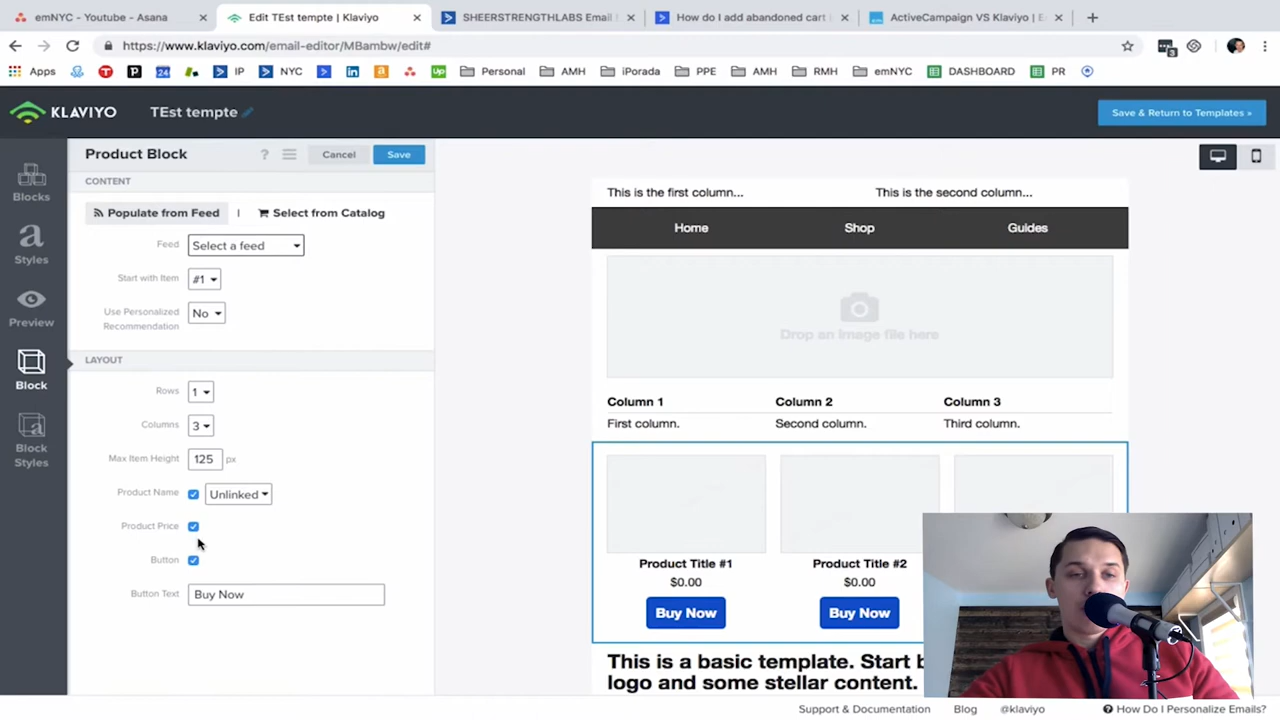 emNYC - Youtube - Asana
Edit TEst tempte | Klaviyo
SHEERSTRENGTHLABS Email
How do I add abandoned cart
ActiveCampaign VS Klaviyo | E
https://www.klaviyo.com/email-editor/MBambw/edit#
3
Apps
24
IP
NYC
Up
Personal
AMH
iPorada
PPE
AMH
RMH
emNYC
DASHBOARD
PR
KLAVIYO
TEst tempte
Save & Return to Templates »
Blocks
Styles
Preview
Block
Block
Styles
Product Block
?
Cancel
Save
CONTENT
Populate from Feed | Select from Catalog
Feed Select a feed
Start with Item #1
Use Personalized
Recommendation
No
LAYOUT
Rows 1
Columns 3
Max Item Height 125 px
Product Name Unlinked
Product Price
Button
Button Text Buy Now
This is the first column...
This is the second column...
Home
Shop
Guides
Drop an image file here
Column 1
Column 2
Column 3
First column.
Second column.
Third column.
Product Title #1
Product Title #2
$0.00
$0.00
Buy Now
Buy Now
This is a basic template. Start
logo and some stellar content.
Support & Documentation
Blog
@klaviyo
How Do I Personalize Emails?